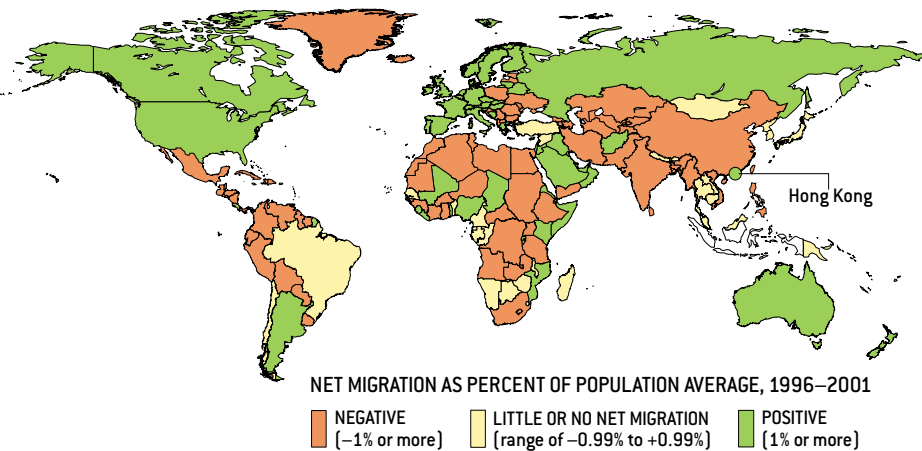 Hong Kong
NET MIGRATION AS PERCENT OF POPULATION AVERAGE, 1996–2001
NEGATIVE
(–1% or more)
LITTLE OR NO NET MIGRATION
(range of –0.99% to +0.99%)
POSITIVE
(1% or more)